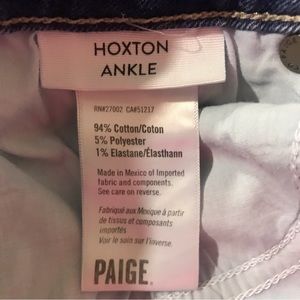 HOXTON
ANKLE
RN#27002 CA#51217
94% Cotton/Coton
5% Polyester
1% Elastane/Élasthann
Made in Mexico of Imported
fabric and components.
See care on reverse.
Fabriqué aux Mexique à partir
de tissus et composants
importés
Voir le soin sur l'inverse.
PAIGE